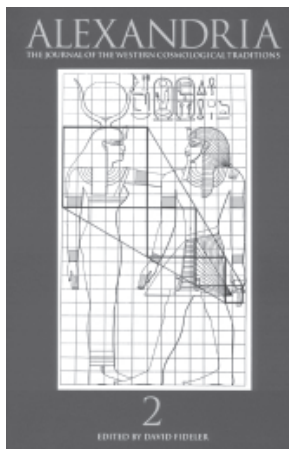 ALEXANDRIA
THE JOURNAL OF THE WESTERN COSMOLOGICAL TRADITIONS
2
EDITED BY DAVID FIDELER